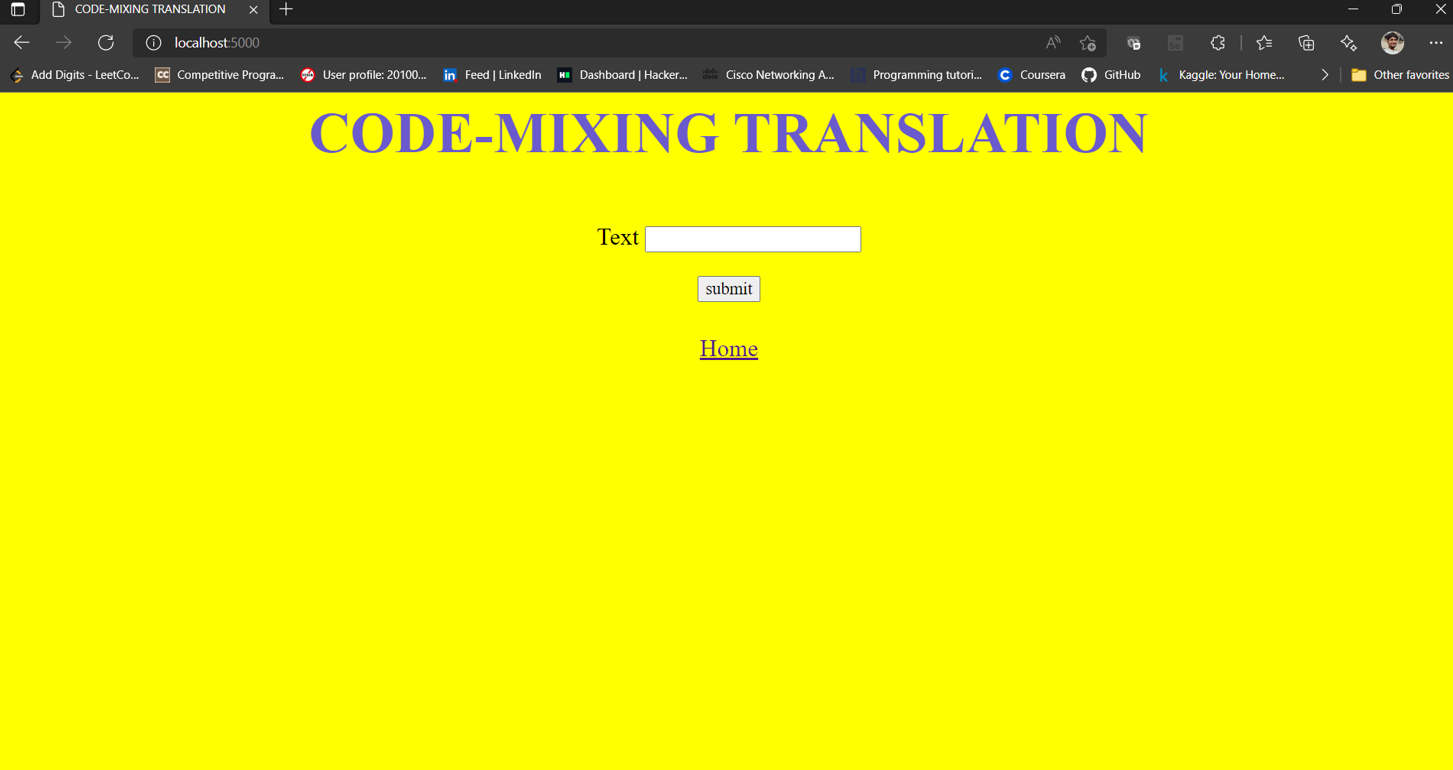 CODE-MIXING TRANSLATION
localhost:5000
Add Digits - LeetCo... Competitive Progra... User profile: 20100... Feed | LinkedIn Dashboard | Hacker... Cisco Networking A... Programming tutori... Coursera GitHub Kaggle: Your Home... Other favorites
CODE-MIXING TRANSLATION
Text
submit
Home